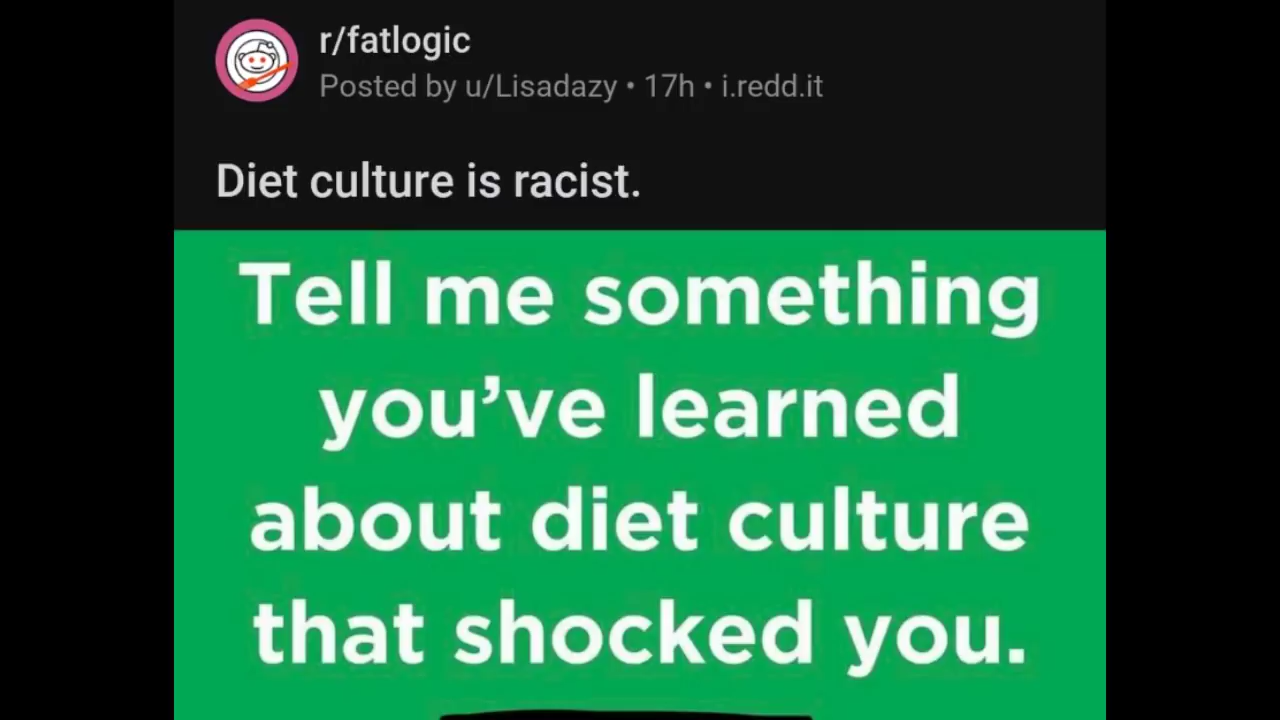 r/fatlogic
Posted by u/Lisadazy • 17h • i.redd.it
Diet culture is racist.
Tell me something
you’ve learned
about diet culture
that shocked you.